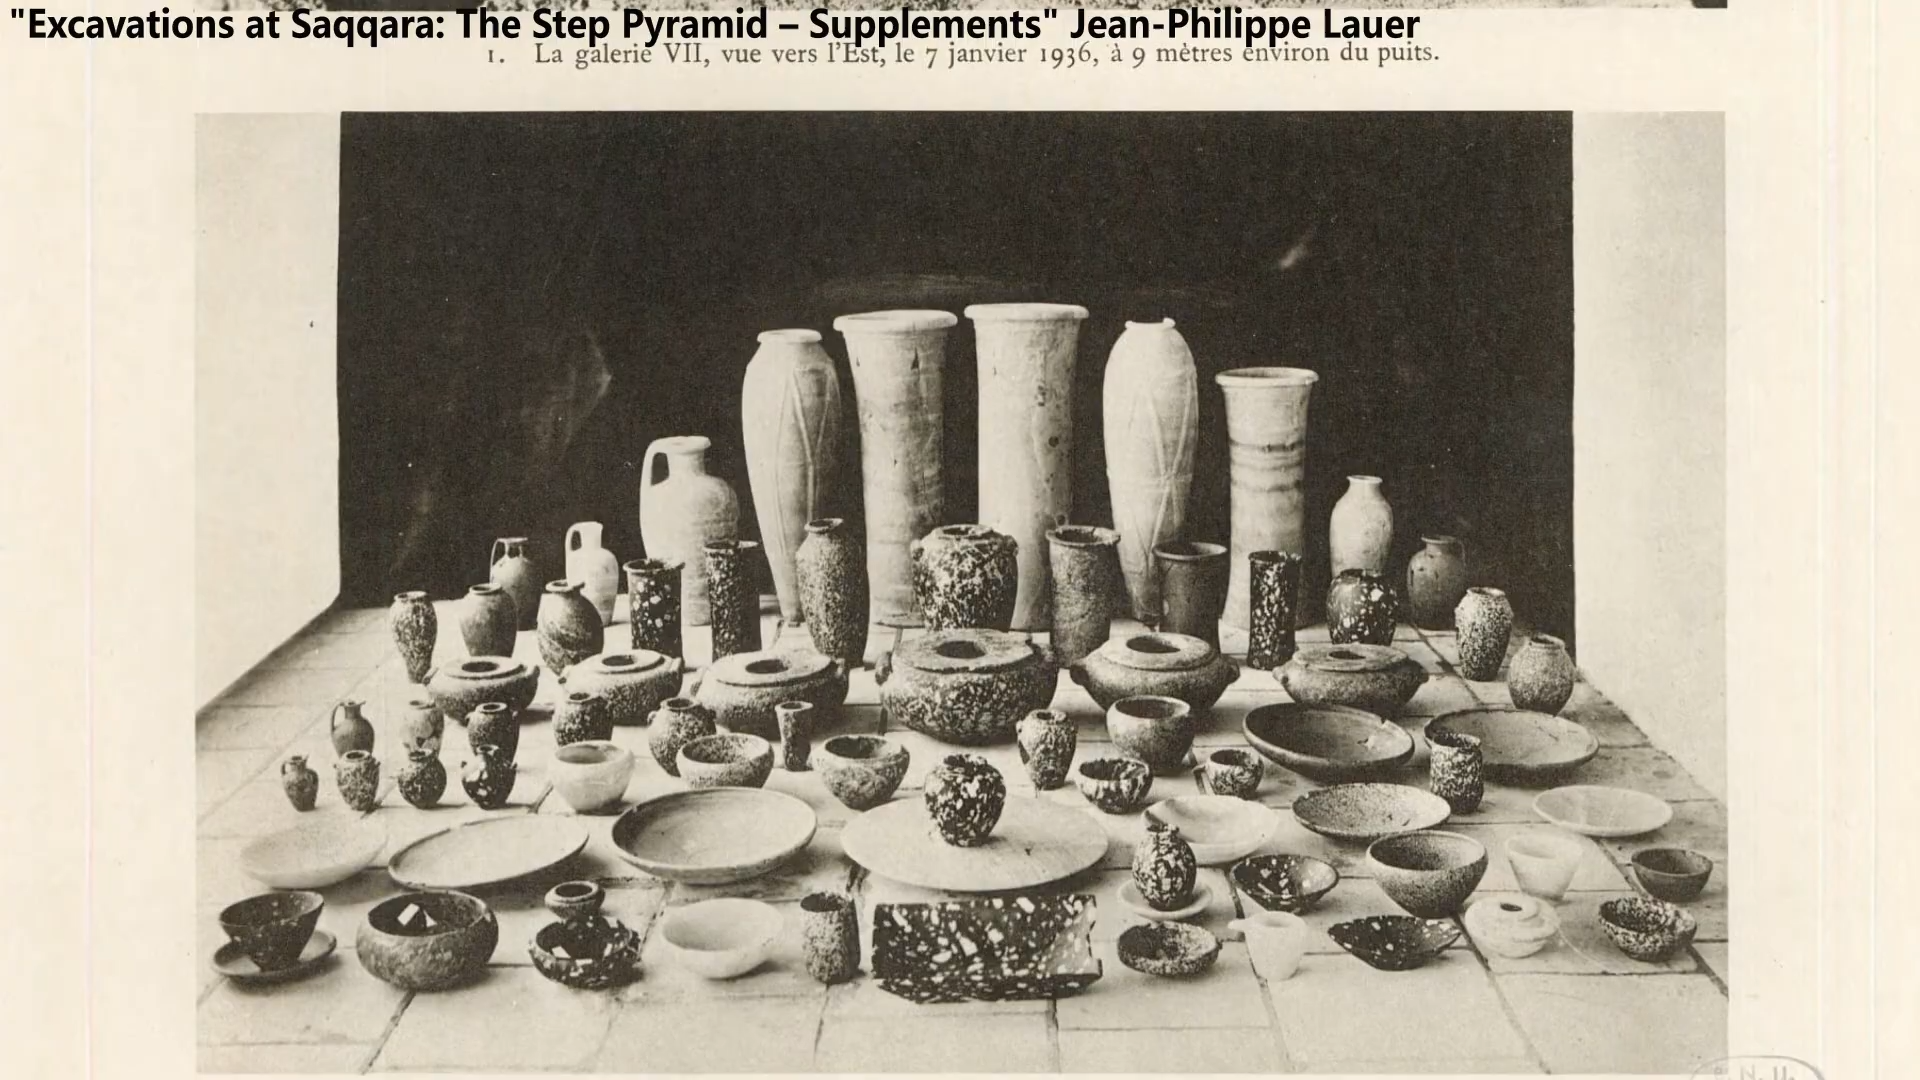 "Excavations at Saqqara: The Step Pyramid – Supplements" Jean-Philippe Lauer
1. La galerie VII, vue vers l'Est, le 7 janvier 1936, à 9 mètres environ du puits.